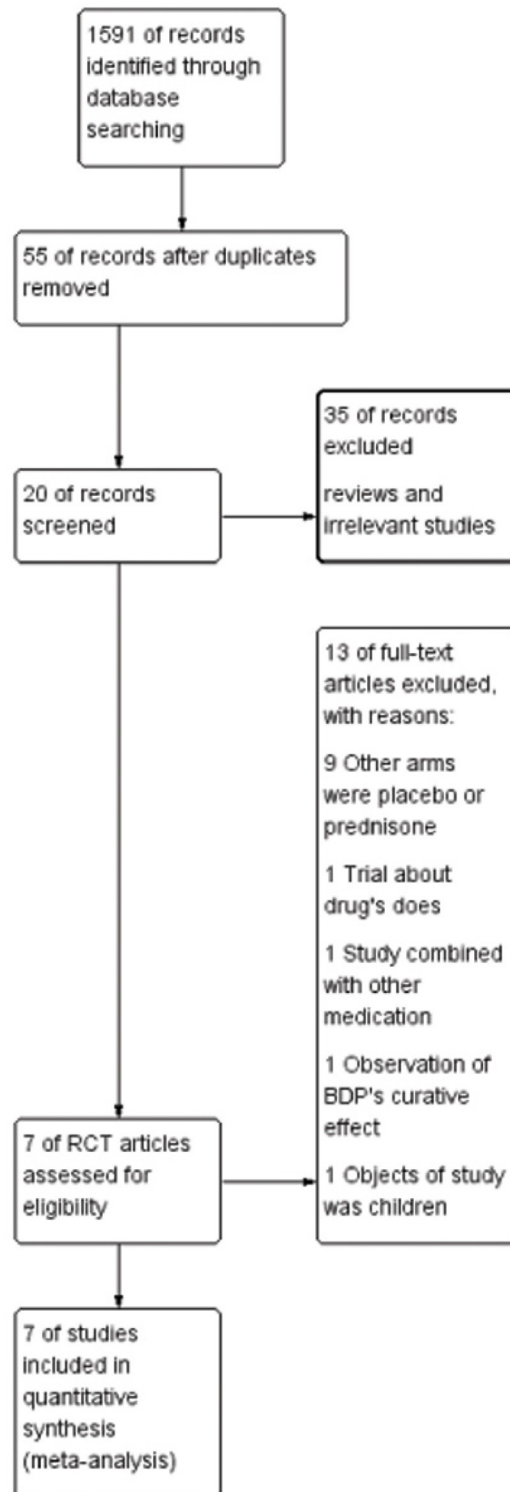 1591 of records
identified through
database
searching
55 of records after duplicates
removed
35 of records
excluded
reviews and
irrelevant studies
20 of records
screened
13 of full-text
articles excluded,
with reasons:
9 Other arms
were placebo or
prednisone
1 Trial about
drug's does
1 Study combined
with other
medication
1 Observation of
BDP's curative
effect
1 Objects of study
was children
7 of RCT articles
assessed for
eligibility
7 of studies
included in
quantitative
synthesis
(meta-analysis)